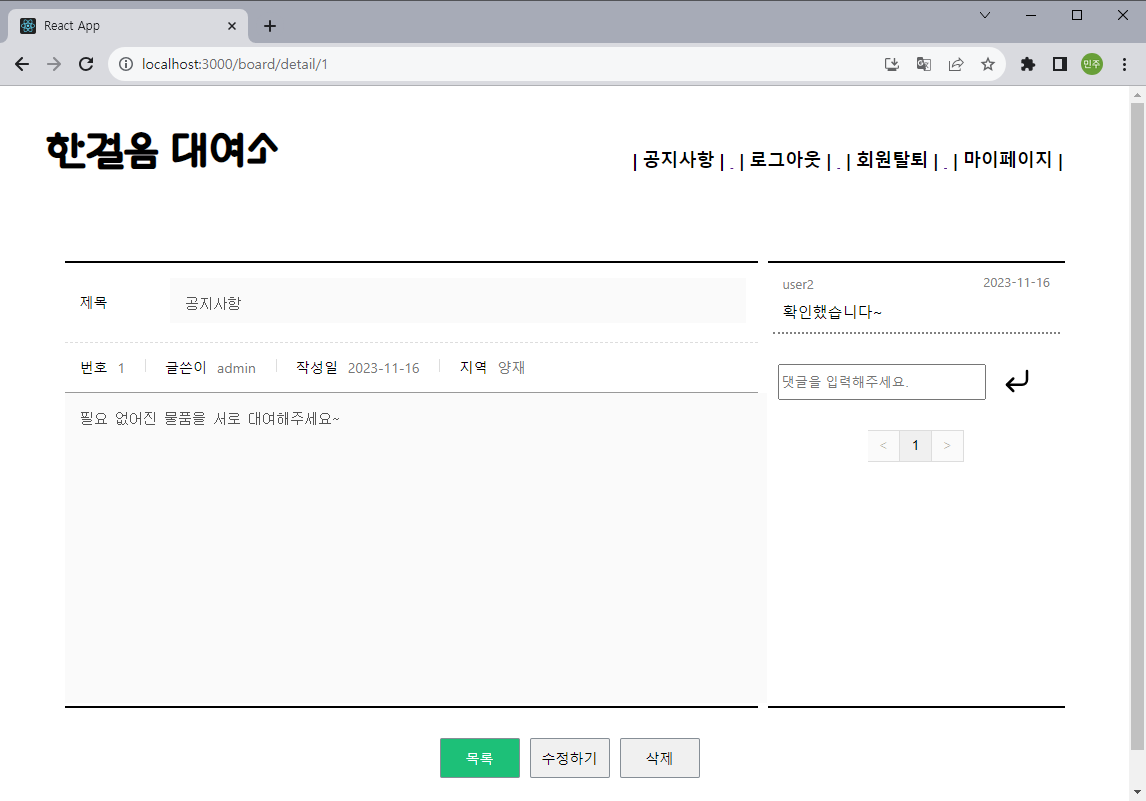 React App
localhost:3000/board/detail/1
민주
한걸음 대여소
| 공지사항 | | 로그아웃 | | 회원탈퇴 | | 마이페이지 |
제목 공지사항
번호 1 글쓴이 admin 작성일 2023-11-16 지역 양재
필요 없어진 물품을 서로 대여해주세요~
user2 2023-11-16
확인했습니다~
댓글을 입력해주세요.
< 1 >
목록 수정하기 삭제